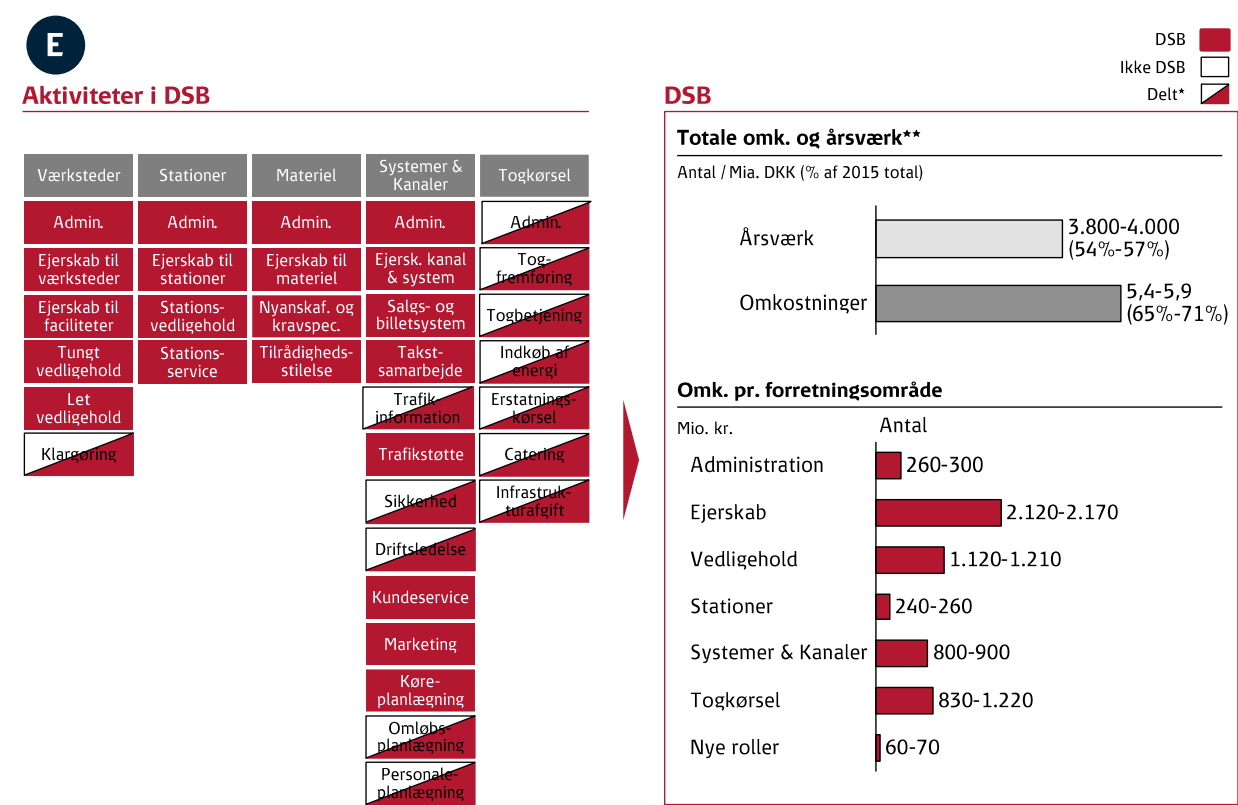 E
DSB
Ikke DSB
Delt*
Aktiviteter i DSB
Værksteder
Stationer
Materiel
Systemer &
Kanaler
Togkørsel
Admin.
Admin.
Admin.
Admin.
Admin.
Ejerskab til
værksteder
Ejerskab til
stationer
Ejerskab til
materiel
Ejersk. kanal
& system
Tog-
fremføring
Ejerskab til
faciliteter
Stations-
vedligehold
Nyanskaf. og
kravspec.
Salgs- og
billetsystem
Togbetjening
Tungt
vedligehold
Stations-
service
Tilrådigheds-
stilelse
Takst-
samarbejde
Indkøb af
energi
Let
vedligehold
Trafik-
information
Erstatnings-
kørsel
Klargøring
Trafikstøtte
Catering
Sikkerhed
Infrastruk-
turafgift
Driftsledelse
Kundeservice
Marketing
Køre-
planlægning
Omløbs-
planlægning
Personale-
planlægning
DSB
Totale omk. og årsværk**
Antal / Mia. DKK (% af 2015 total)
Årsværk
3.800-4.000
(54%-57%)
Omkostninger
5,4-5,9
(65%-71%)
Omk. pr. forretningsområde
Mio. kr.
Antal
Administration
260-300
Ejerskab
2.120-2.170
Vedligehold
1.120-1.210
Stationer
240-260
Systemer & Kanaler
800-900
Togkørsel
830-1.220
Nye roller
60-70